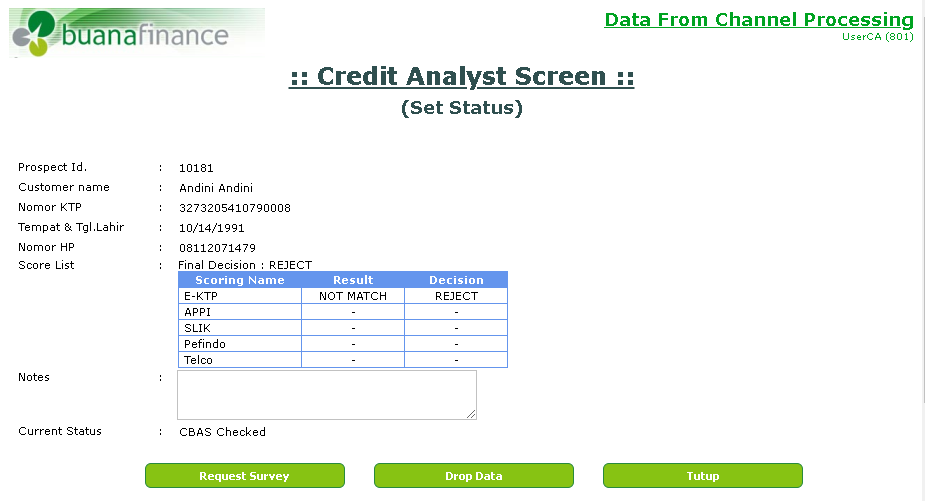 buanafinance
Data From Channel Processing
UserCA (801)
:: Credit Analyst Screen ::
(Set Status)
Prospect Id. : 10181
Customer name : Andini Andini
Nomor KTP : 3273205410790008
Tempat & Tgl.Lahir : 10/14/1991
Nomor HP : 08112071479
Score List : Final Decision : REJECT
Scoring Name Result Decision
E-KTP NOT MATCH REJECT
APPI - -
SLIK - -
Pefindo - -
Telco - -
Notes :
Current Status : CBAS Checked
Request Survey Drop Data Tutup